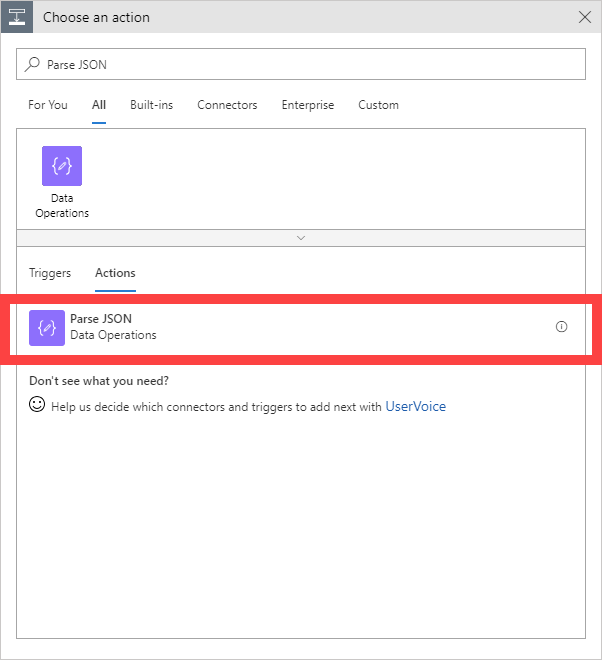 Choose an action
Parse JSON
For You All Built-ins Connectors Enterprise Custom
Data
Operations
Triggers Actions
Parse JSON
Data Operations
Don't see what you need?
Help us decide which connectors and triggers to add next with UserVoice